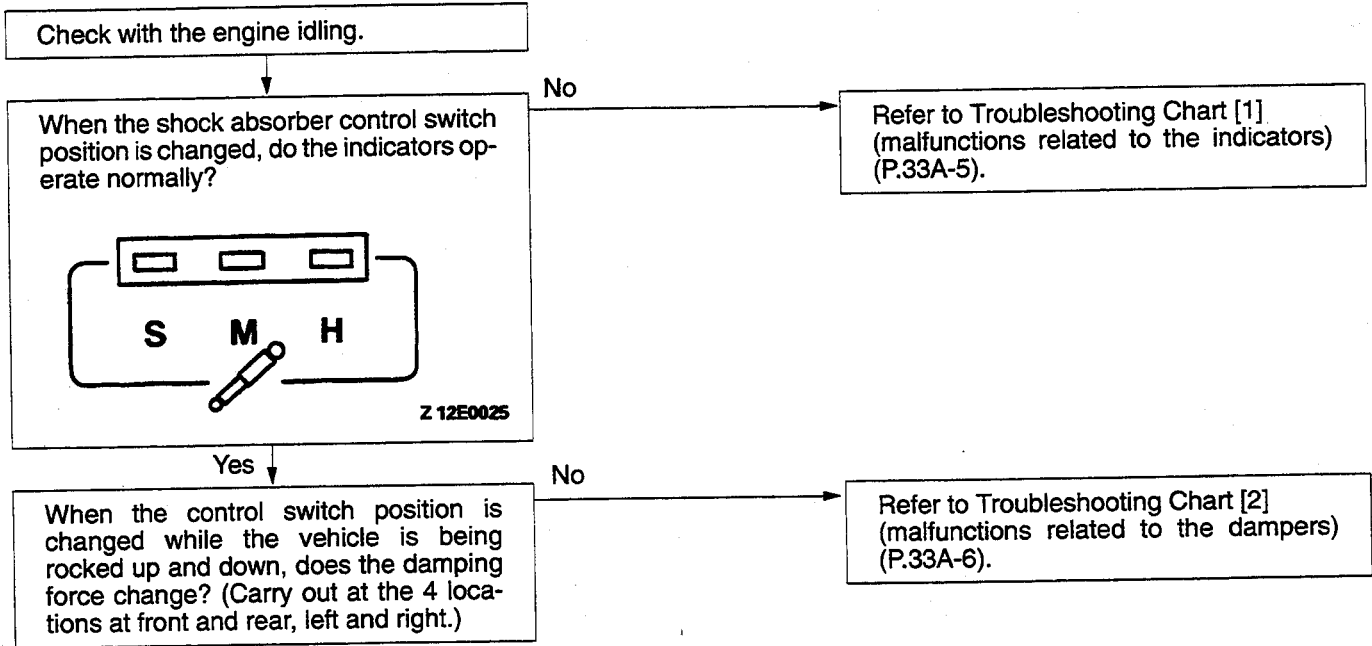 Check with the engine idling.
No
When the shock absorber control switch
position is changed, do the indicators op-
erate normally?
Refer to Troubleshooting Chart [1]
(malfunctions related to the indicators)
(P.33A-5).
S M H
Z 12E0025
Yes
No
When the control switch position is
changed while the vehicle is being
rocked up and down, does the damping
force change? (Carry out at the 4 loca-
tions at front and rear, left and right.)
Refer to Troubleshooting Chart [2]
(malfunctions related to the dampers)
(P.33A-6).